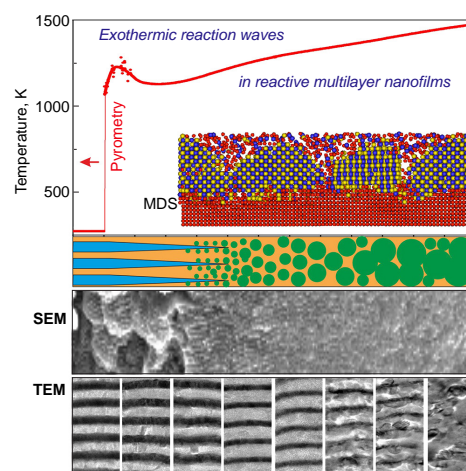 Exothermic reaction waves
in reactive multilayer nanofilms
Temperature, K
1500
1000
500
Pyrometry
MDS
SEM
TEM